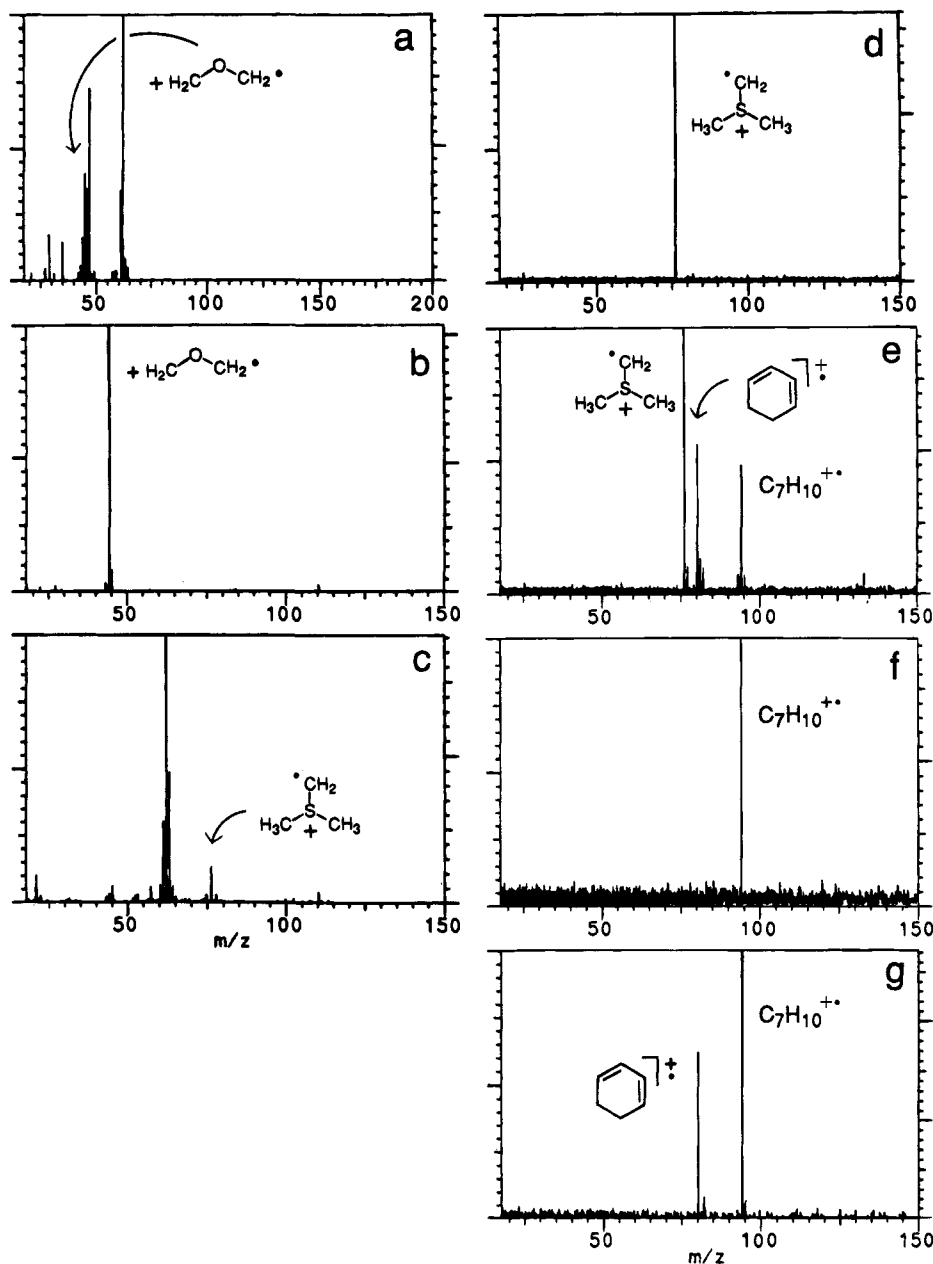 a
+ H₂C O CH₂•
50 100 150 200
b
+ H₂C O CH₂•
50 100 150
c
•CH₂
S
H₃C + CH₃
50 100 150
m/z
d
•CH₂
S
H₃C + CH₃
50 100 150
e
•CH₂
S
H₃C + CH₃
+•
C₇H₁₀+•
50 100 150
f
C₇H₁₀+•
50 100 150
g
C₇H₁₀+•
+•
50 100 150
m/z